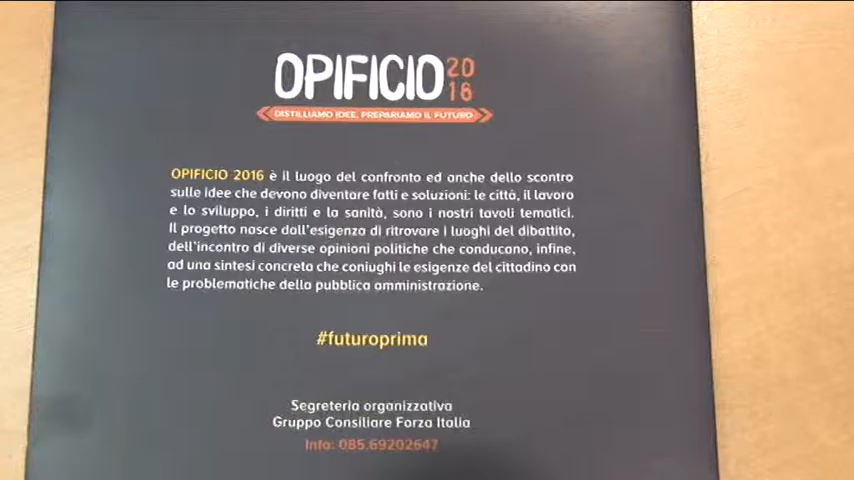 OPIFICIO 2016
DISTILLIAMO IDEE, PREPARIAMO IL FUTURO
OPIFICIO 2016 è il luogo del confronto ed anche dello scontro
sulle idee che devono diventare fatti e soluzioni: le città, il lavoro
e lo sviluppo, i diritti e la sanità, sono i nostri tavoli tematici.
Il progetto nasce dall'esigenza di ritrovare i luoghi del dibattito,
dell'incontro di diverse opinioni politiche che conducano, infine,
ad una sintesi concreta che coniughi le esigenze del cittadino con
le problematiche della pubblica amministrazione.
#futuroprima
Segreteria organizzativa
Gruppo Consiliare Forza Italia
Info: 085.69202647